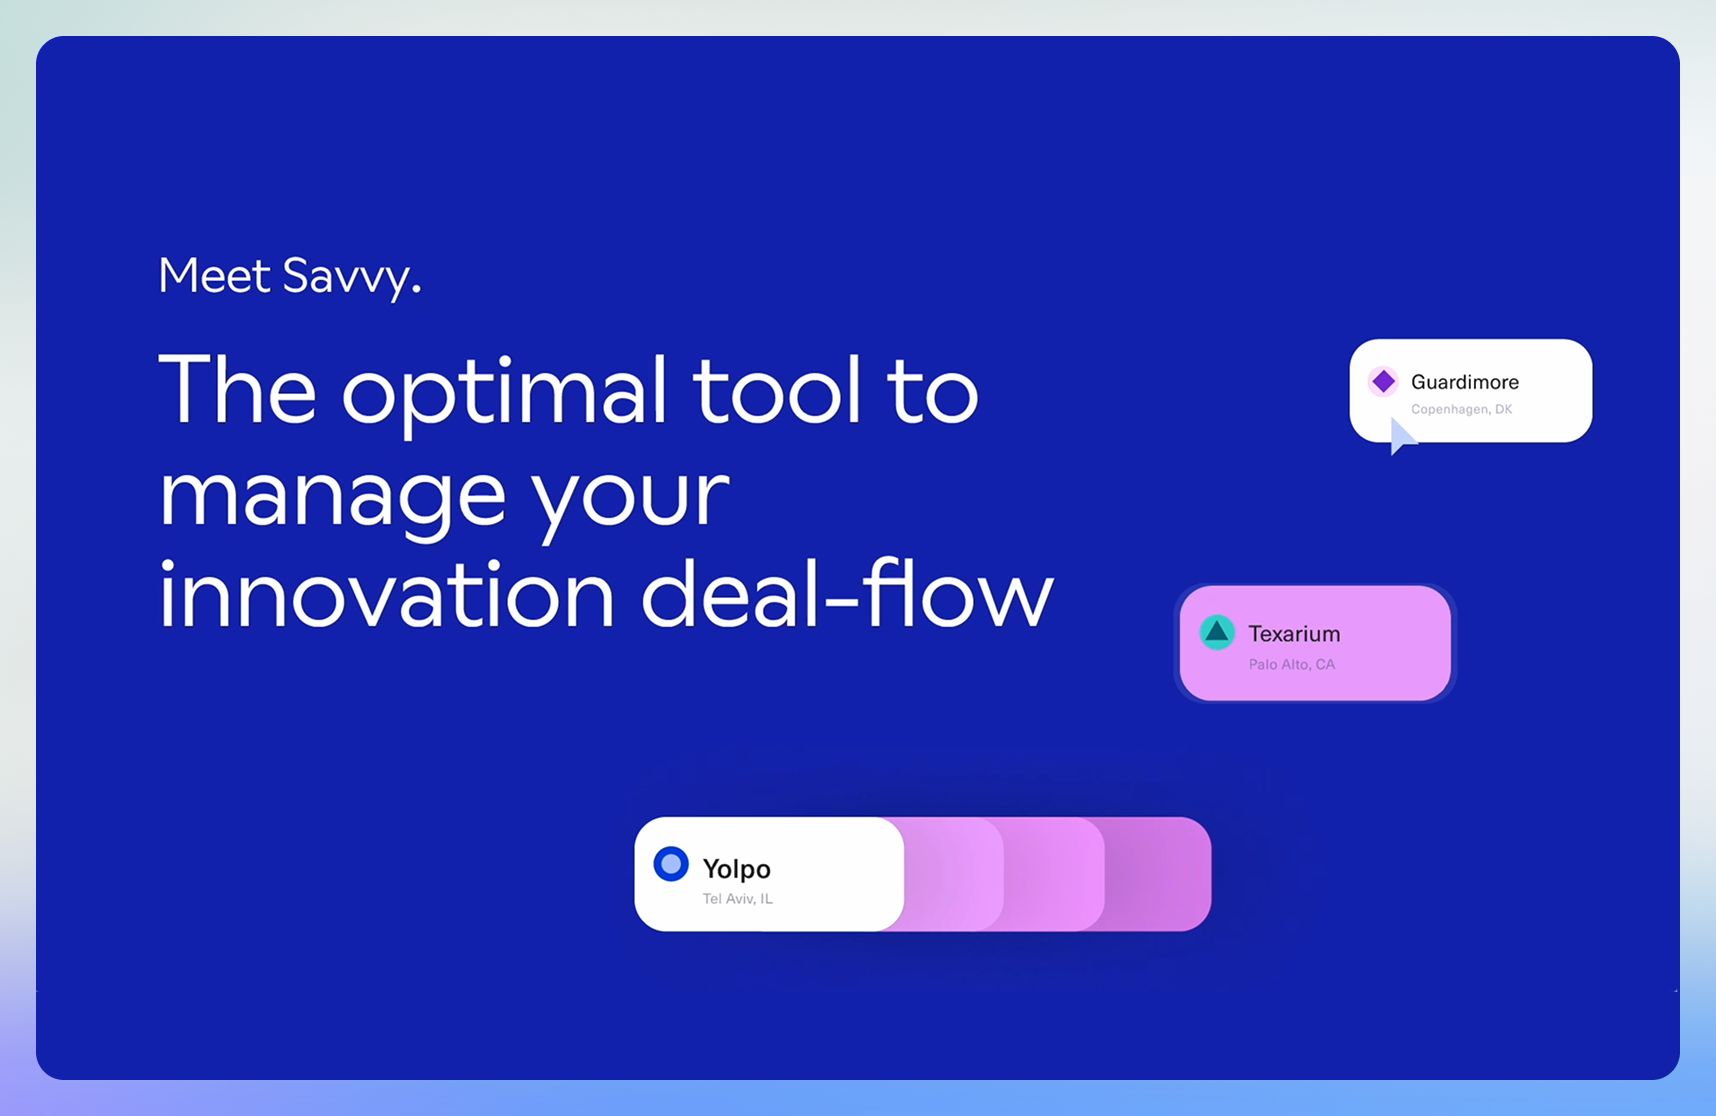 Meet Savvy.
The optimal tool to
manage your
innovation deal-flow
Guardimore
Copenhagen, DK
Texarium
Palo Alto, CA
Yolpo
Tel Aviv, IL